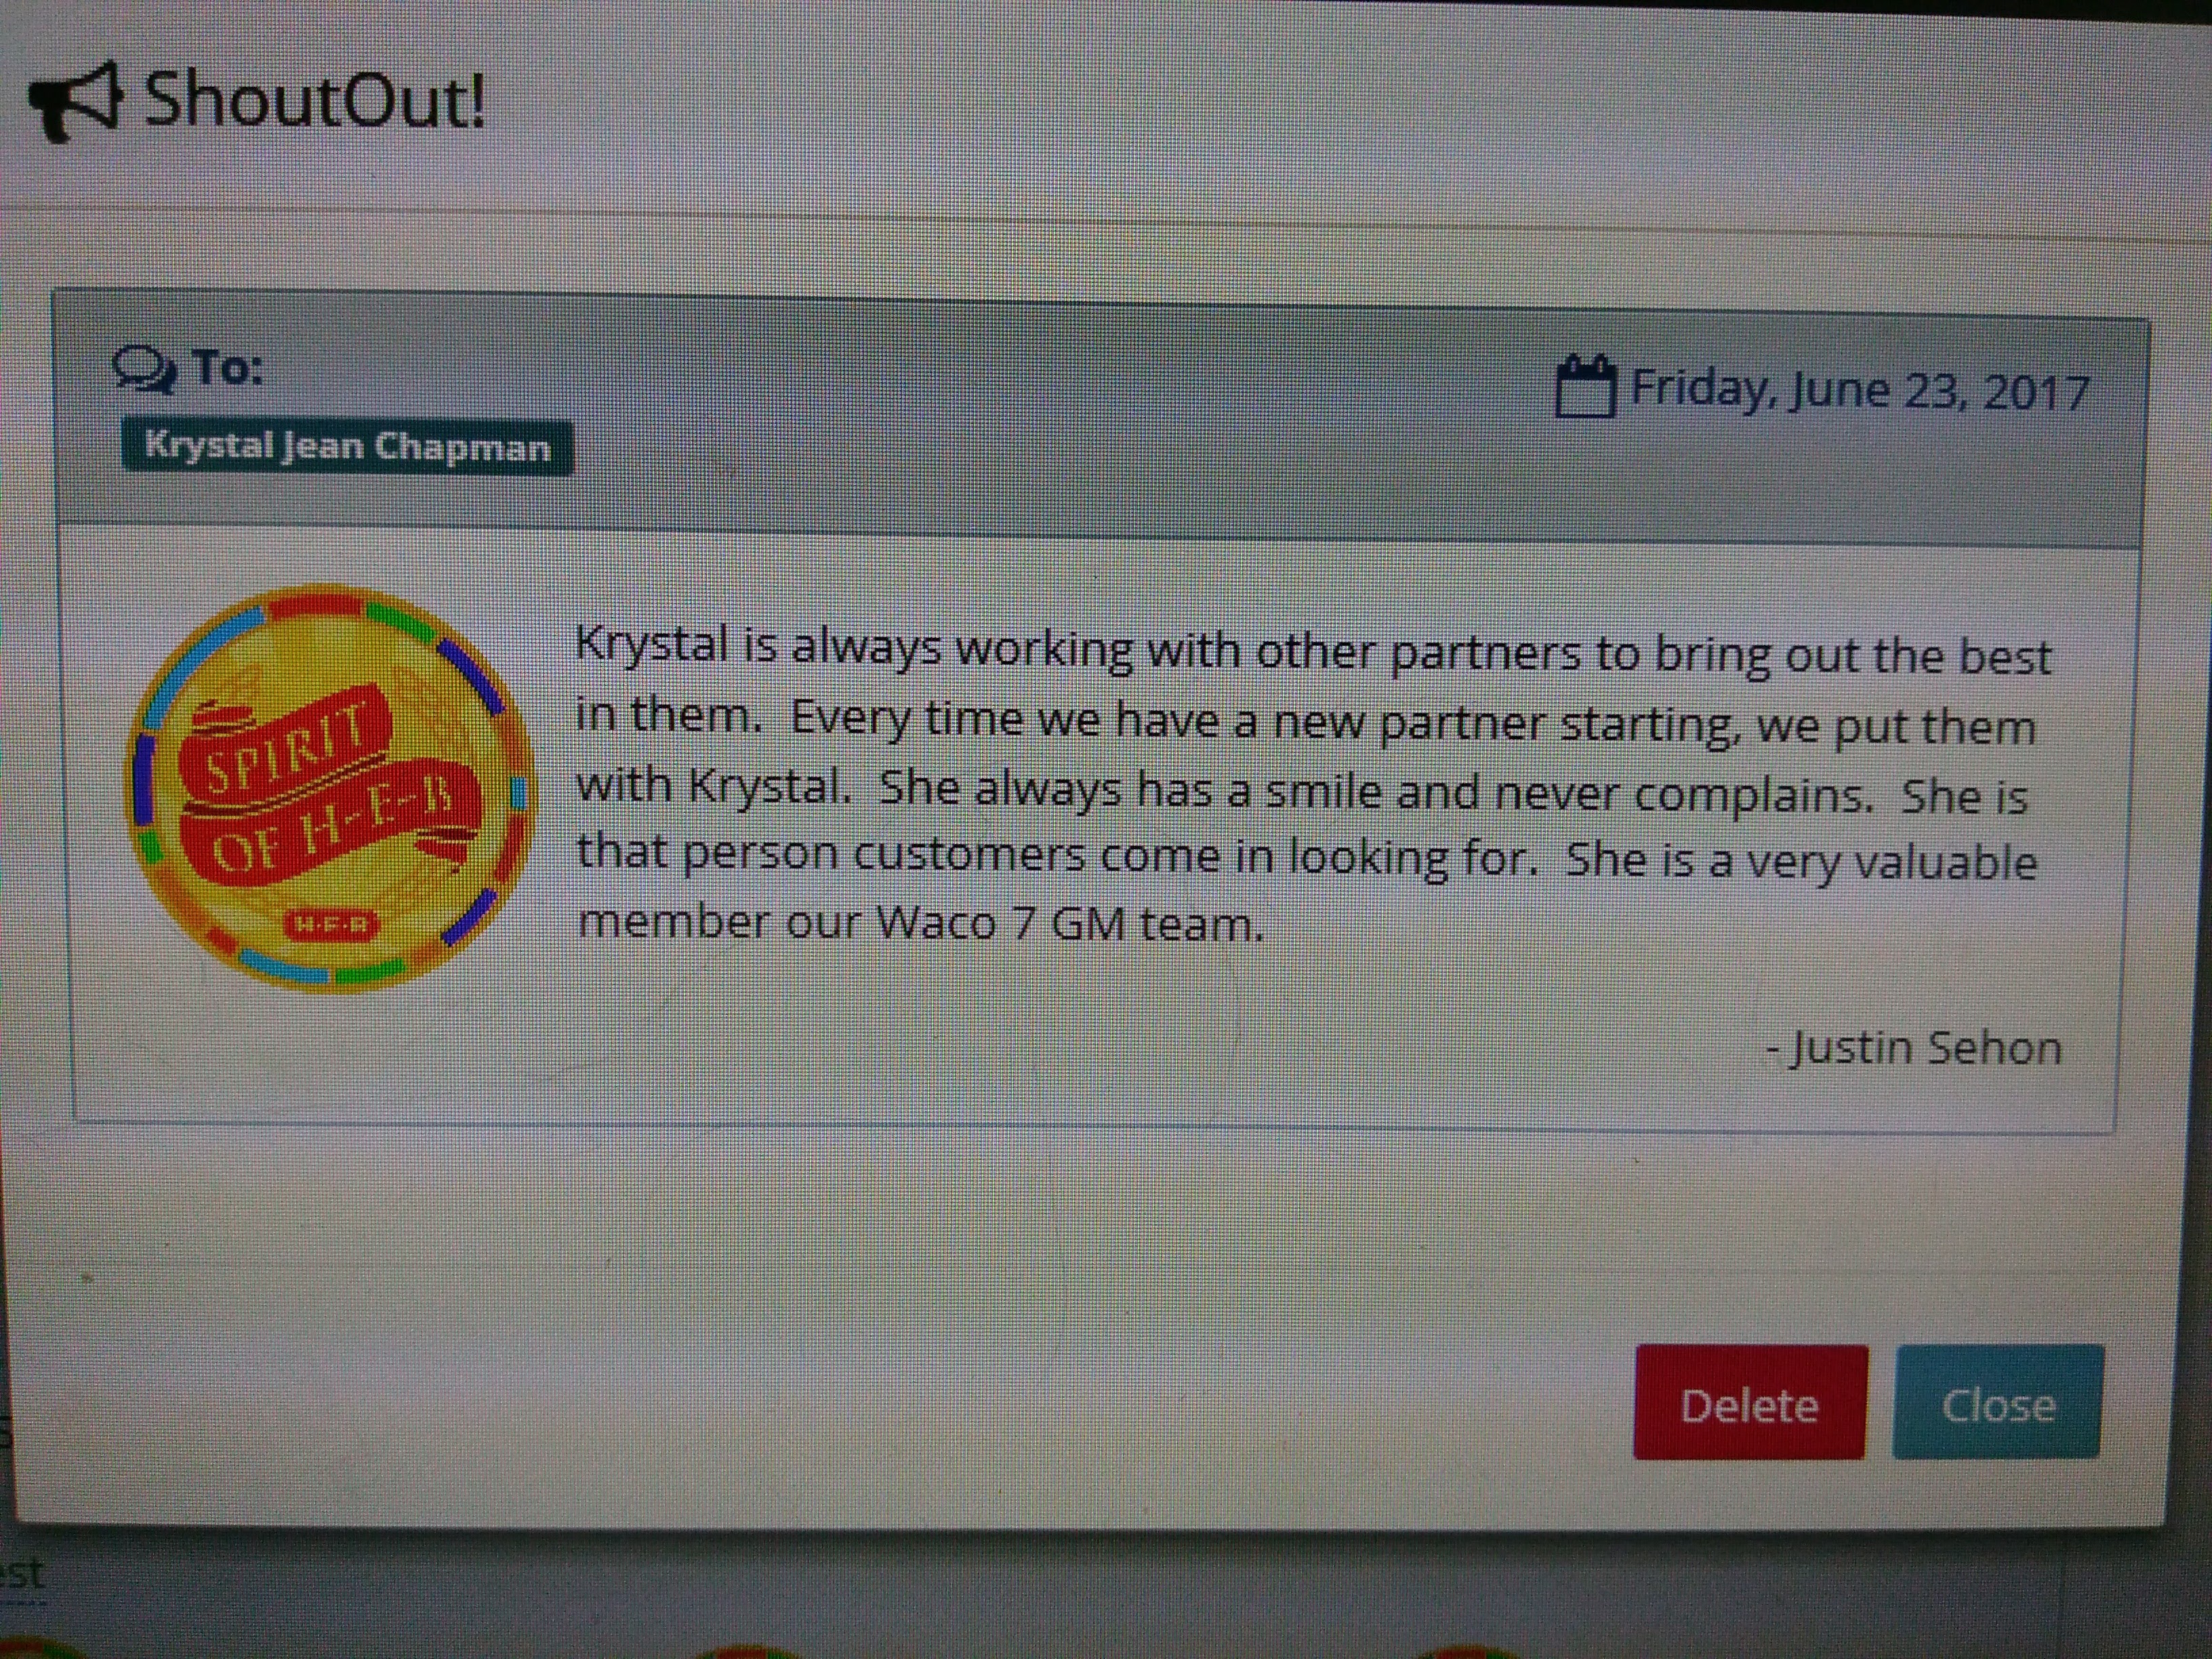 ShoutOut!
To:
Friday, June 23, 2017
Krystal Jean Chapman
SPIRIT
OF H-E-B
H-E-B
Krystal is always working with other partners to bring out the best
in them.  Every time we have a new partner starting, we put them
with Krystal.  She always has a smile and never complains.  She is
that person customers come in looking for.  She is a very valuable
member our Waco 7 GM team.
- Justin Sehon
Delete
Close
est